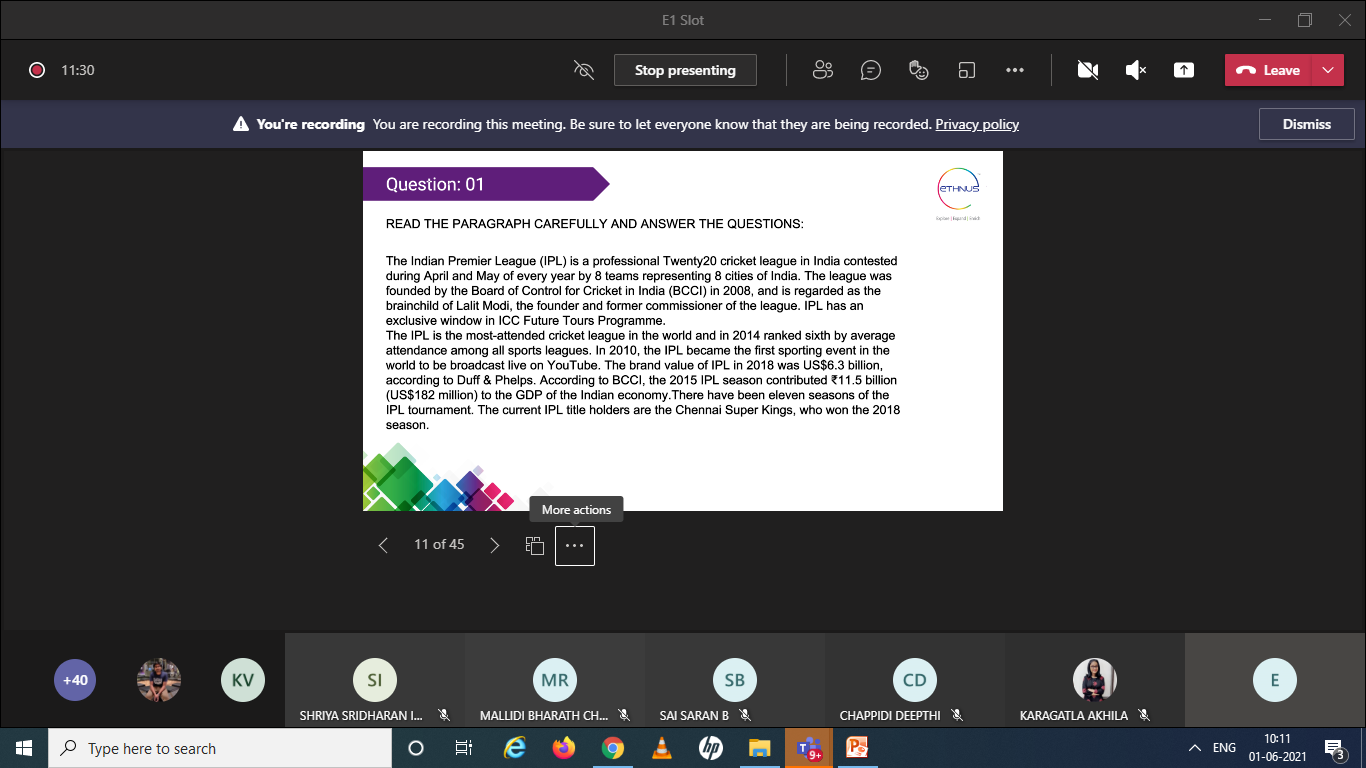 E1 Slot
11:30
Stop presenting
Leave
You're recording You are recording this meeting. Be sure to let everyone know that they are being recorded. Privacy policy
Dismiss
Question: 01
eTHNUS
READ THE PARAGRAPH CAREFULLY AND ANSWER THE QUESTIONS:
The Indian Premier League (IPL) is a professional Twenty20 cricket league in India contested
during April and May of every year by 8 teams representing 8 cities of India. The league was
founded by the Board of Control for Cricket in India (BCCI) in 2008, and is regarded as the
brainchild of Lalit Modi, the founder and former commissioner of the league. IPL has an
exclusive window in ICC Future Tours Programme.
The IPL is the most-attended cricket league in the world and in 2014 ranked sixth by average
attendance among all sports leagues. In 2010, the IPL became the first sporting event in the
world to be broadcast live on YouTube. The brand value of IPL in 2018 was US$6.3 billion,
according to Duff & Phelps. According to BCCI, the 2015 IPL season contributed ₹11.5 billion
(US$182 million) to the GDP of the Indian economy.There have been eleven seasons of the
IPL tournament. The current IPL title holders are the Chennai Super Kings, who won the 2018
season.
More actions
11 of 45
+40
KV
SI
MR
SB
CD
E
SHRIYA SRIDHARAN I...
MALLIDI BHARATH CH...
SAI SARAN B
CHAPPIDI DEEPTHI
KARAGATLA AKHILA
Type here to search
hp
9+
ENG
10:11
01-06-2021
3